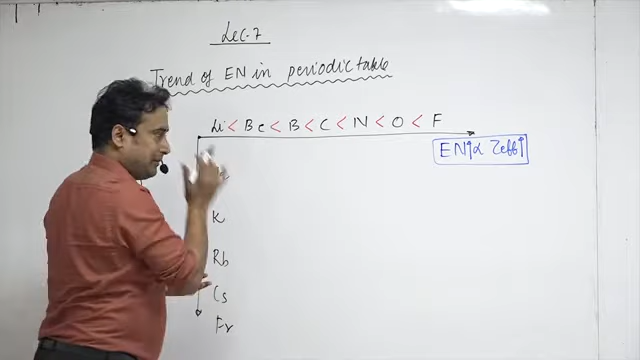 Lec-7
Trend of EN in periodic table
Li < Be < B < C < N < O < F
EN↑ α Zeff↑
K
Rb
Cs
Fr